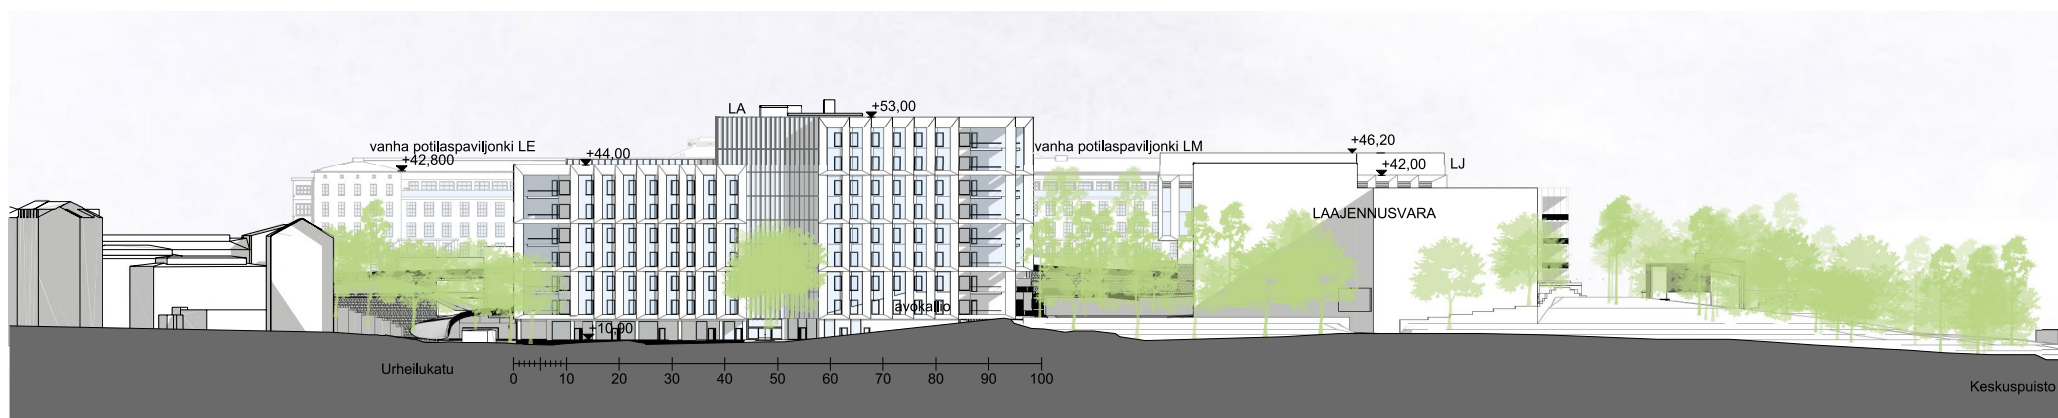 LA
+53,00
vanha potilaspaviljonki LE
+42,800
+44,00
vanha potilaspaviljonki LM
+46,20
+42,00
LJ
LAAJENNUSVARA
avokallio
+10,90
Urheilukatu
0 10 20 30 40 50 60 70 80 90 100
Keskuspuisto